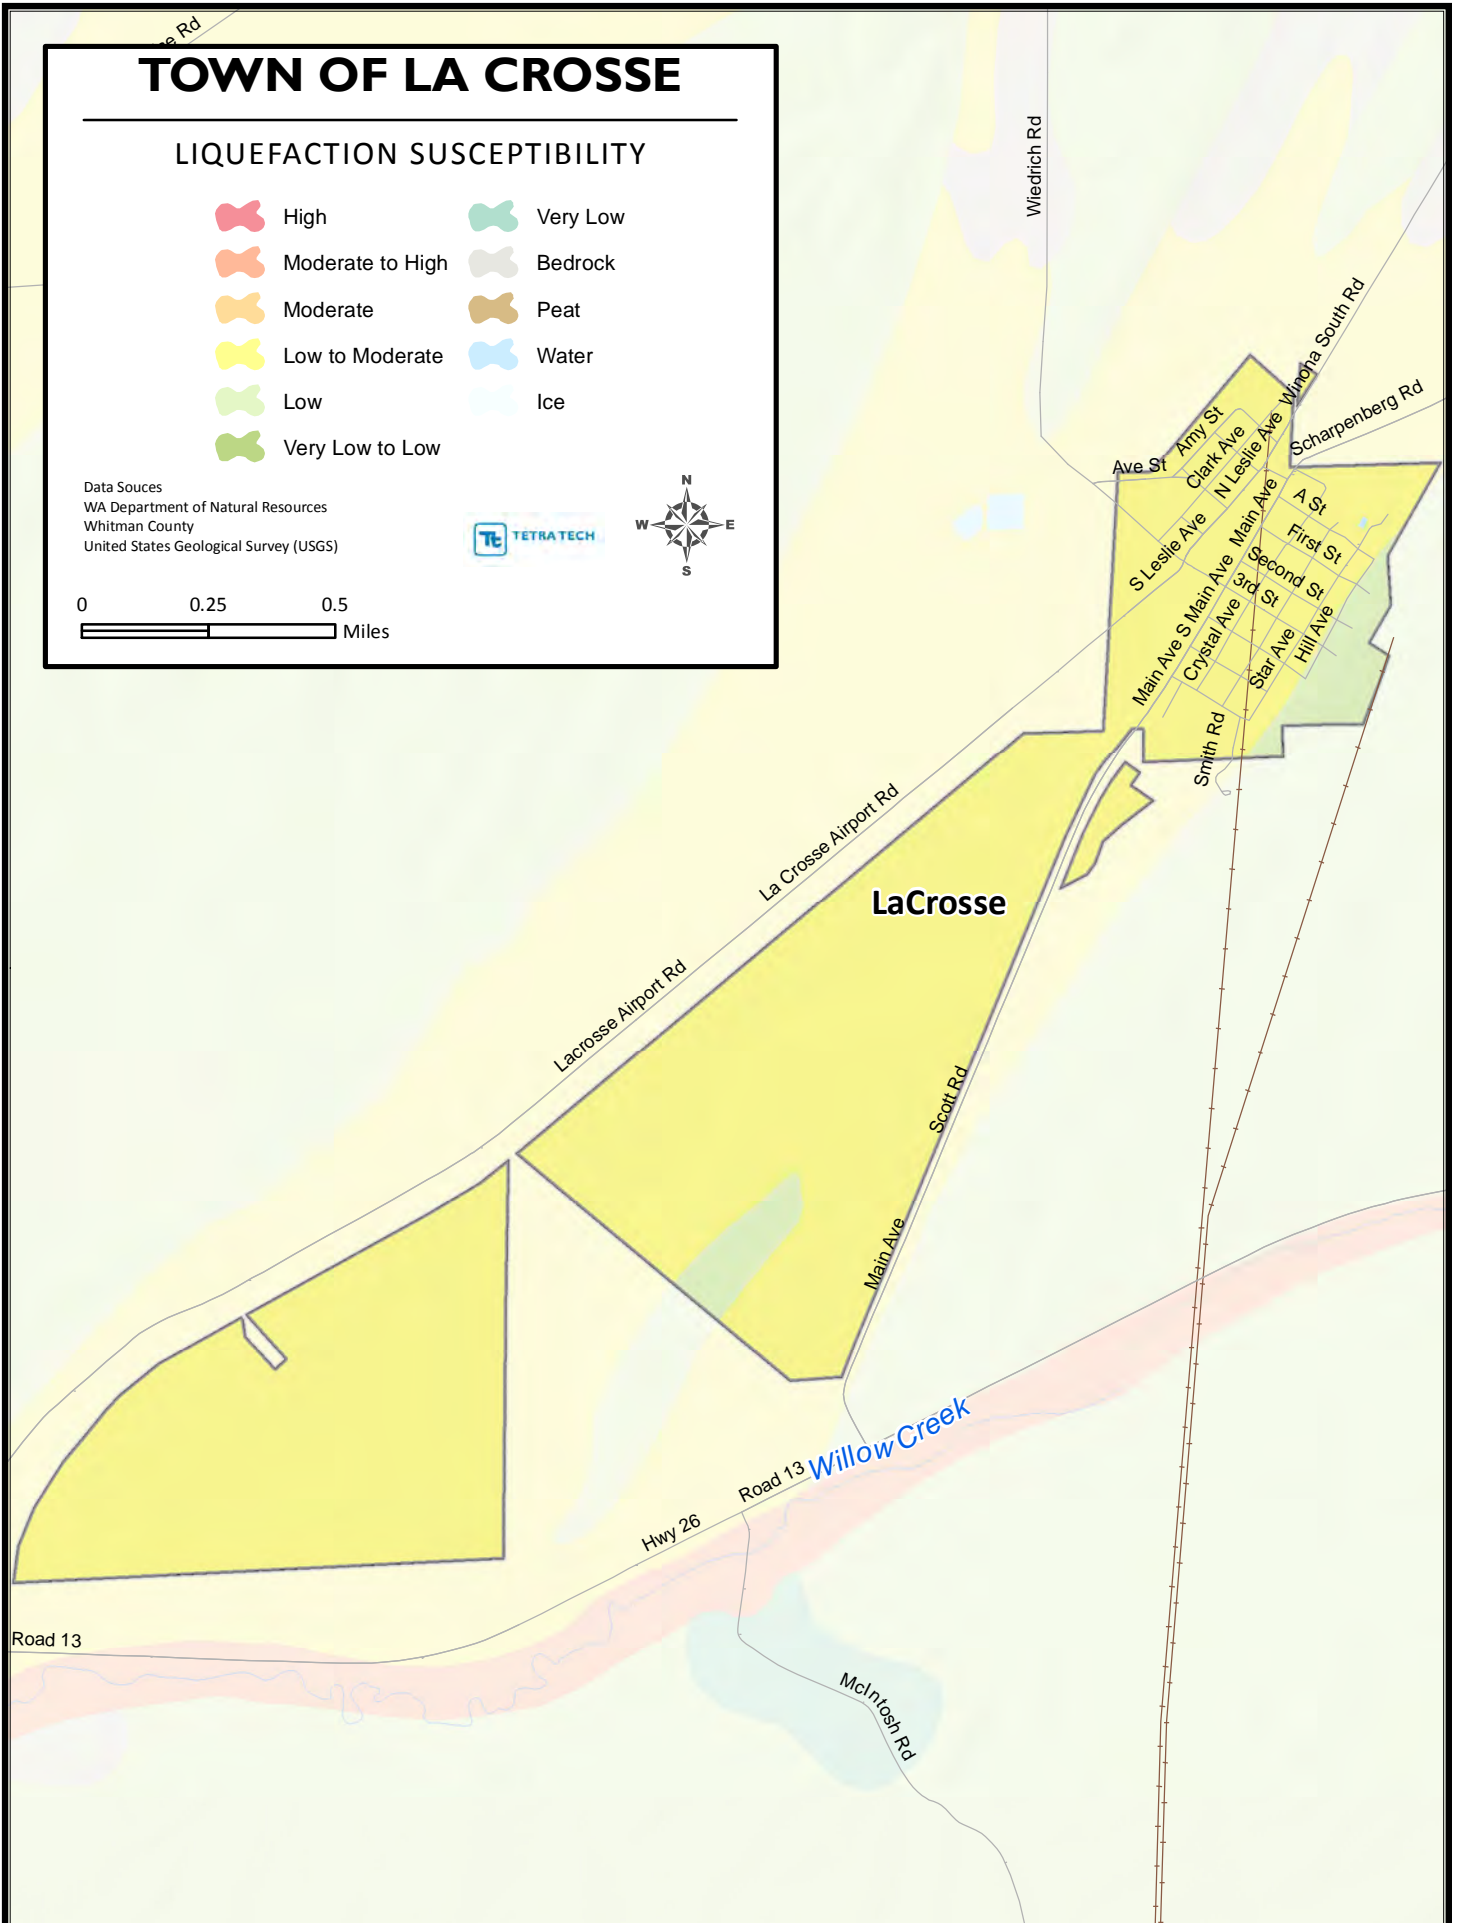 TOWN OF LA CROSSE
LIQUEFACTION SUSCEPTIBILITY
High
Moderate to High
Moderate
Low to Moderate
Low
Very Low to Low
Very Low
Bedrock
Peat
Water
Ice
Data Souces
WA Department of Natural Resources
Whitman County
United States Geological Survey (USGS)
Tt TETRA TECH
N
W E
S
0 0.25 0.5
Miles
Rd
Wiedrich Rd
Winona South Rd
Scharpenberg Rd
Amy St
Clark Ave
N Leslie Ave
Ave St
Main Ave
A St
First St
S Leslie Ave
Second St
3rd St
S Main Ave
Main Ave
Crystal Ave
Star Ave
Hill Ave
Smith Rd
La Crosse Airport Rd
LaCrosse
Lacrosse Airport Rd
Scott Rd
Main Ave
Willow Creek
Road 13
Hwy 26
Road 13
McIntosh Rd